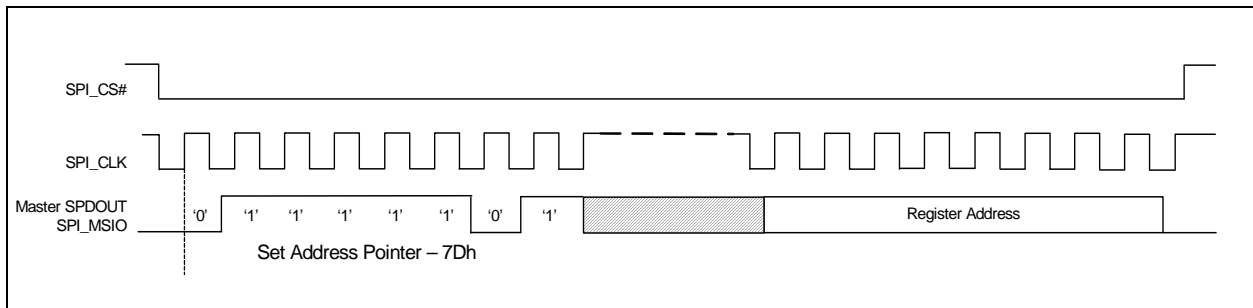 SPI_CS#
SPI_CLK
Master SPDOUT
SPI_MSIO
‘0’ ‘1’ ‘1’ ‘1’ ‘1’ ‘1’ ‘0’ ‘1’
Register Address
Set Address Pointer – 7Dh